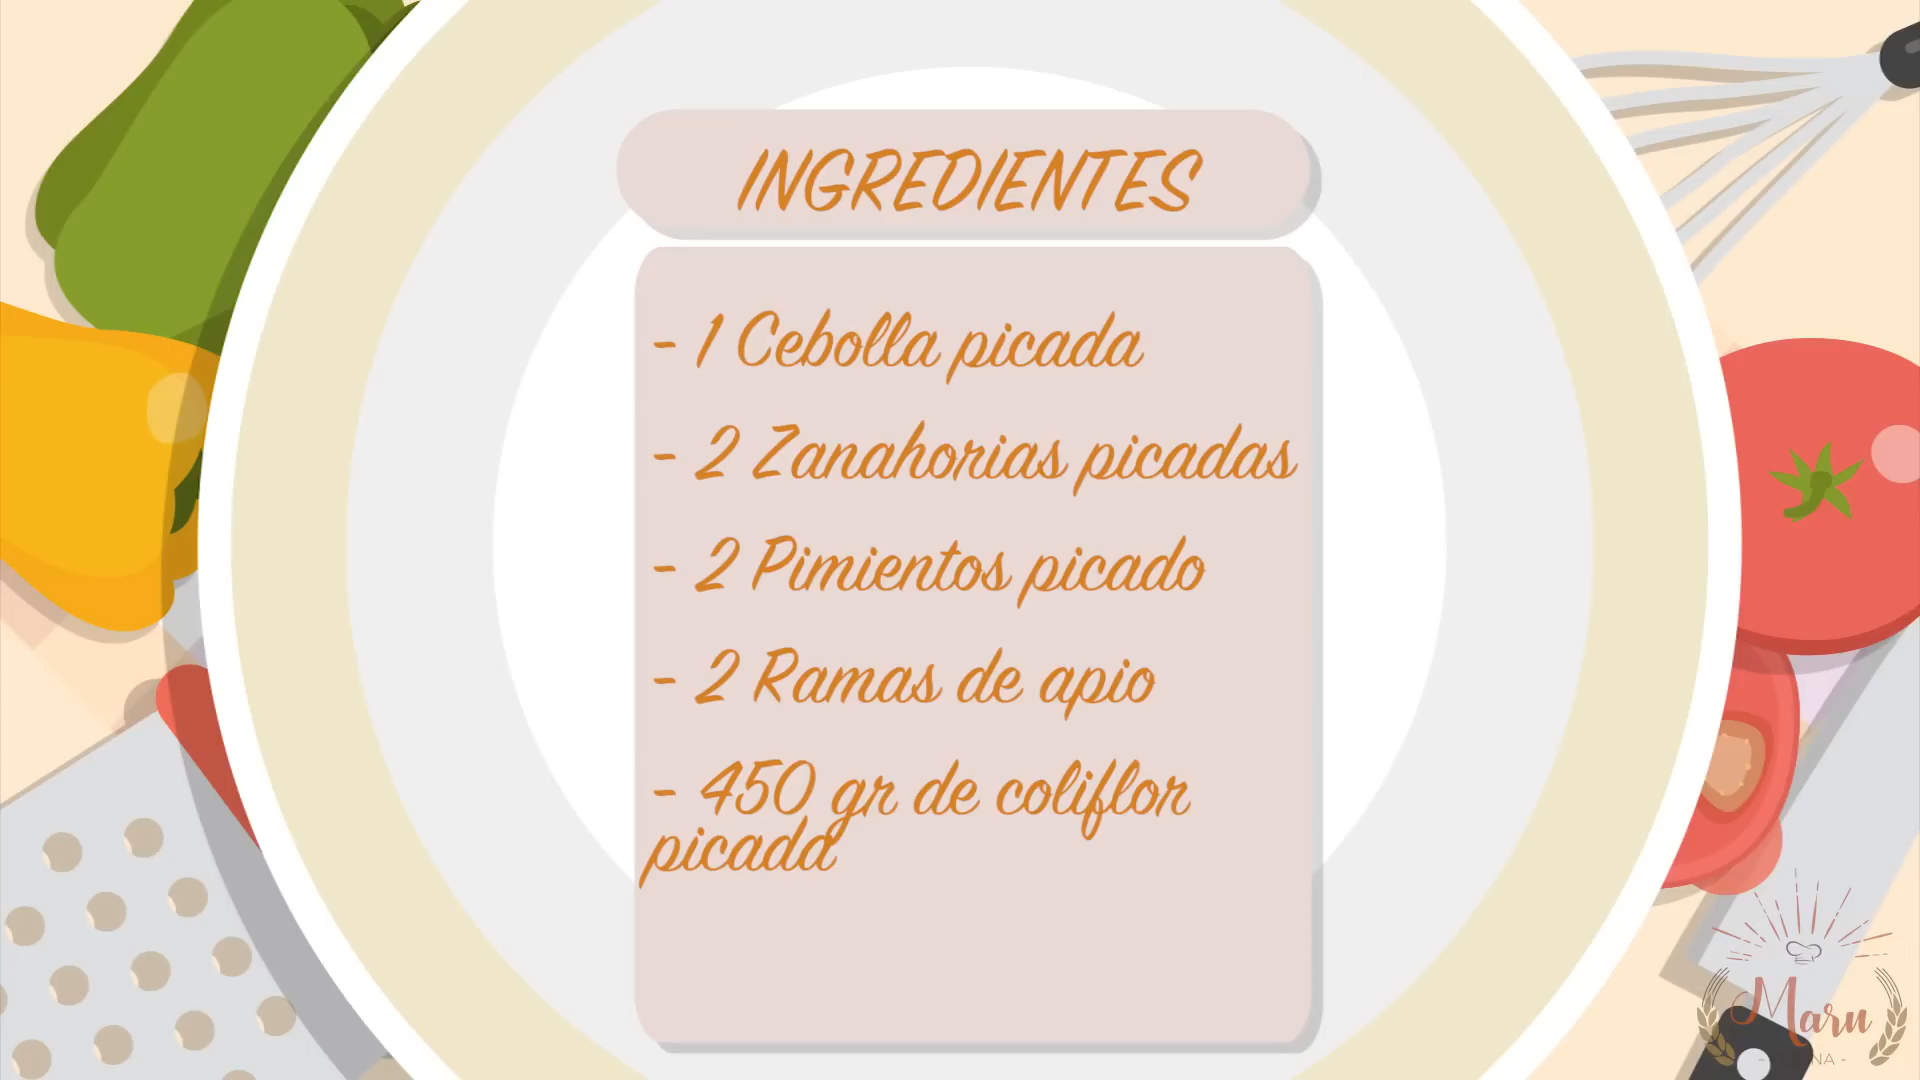 INGREDIENTES
- 1 Cebolla picada
- 2 Zanahorias picadas
- 2 Pimientos picado
- 2 Ramas de apio
- 450 gr de coliflor
picada
Maru